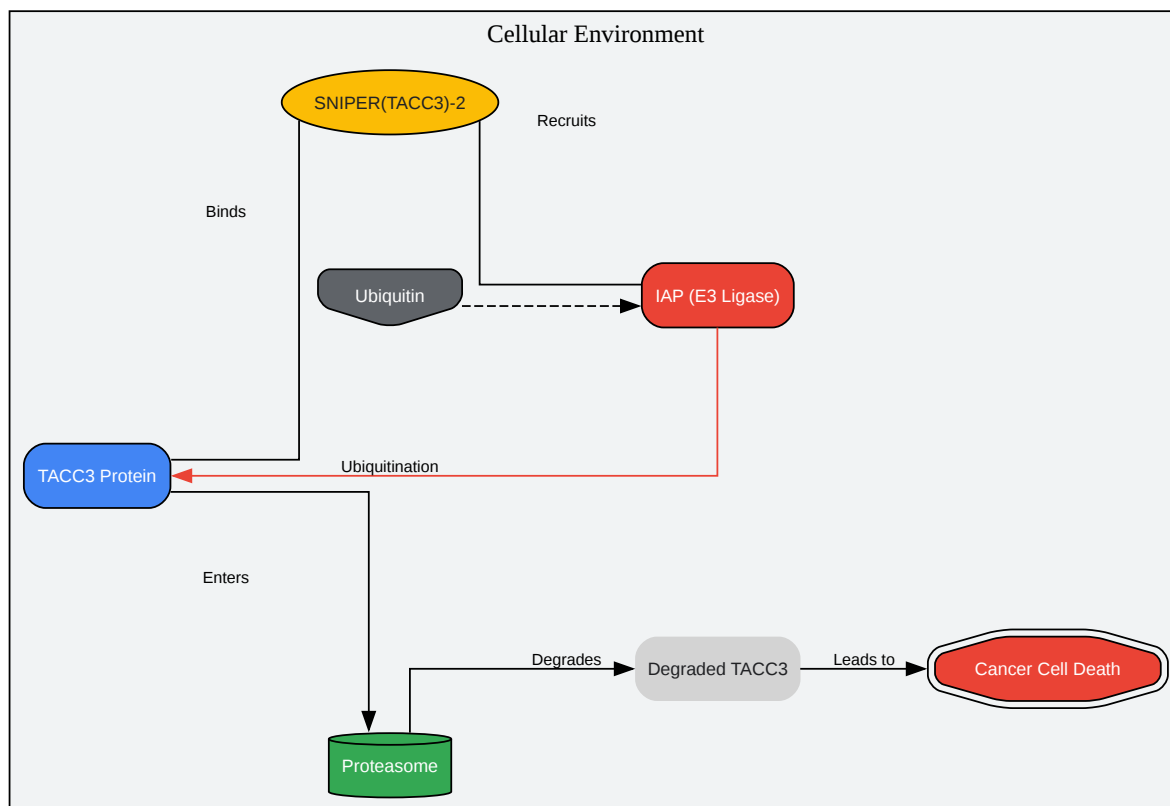 Cellular Environment
SNIPER(TACC3)-2
Recruits
Binds
Ubiquitin
IAP (E3 Ligase)
TACC3 Protein
Ubiquitination
Enters
Degrades
Degraded TACC3
Leads to
Cancer Cell Death
Proteasome